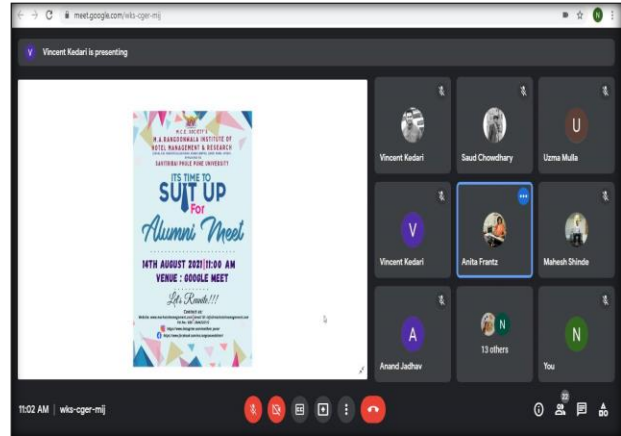 meet.google.com/wks-cger-mij
N
V Vincent Kedari is presenting
M.C.E. SOCIETY'S
M.A.RANGOONWALA INSTITUTE OF
HOTEL MANAGEMENT & RESEARCH
SAVITRIBAI PHULE PUNE UNIVERSITY
ITS TIME TO
SUIT UP
For
Alumni Meet
14TH AUGUST 2021|11:00 AM
VENUE : GOOGLE MEET
Let's Reunite!!!
Contact us:
Vincent Kedari
Saud Chowdhary
U
Uzma Mulla
V
Vincent Kedari
Anita Frantz
Mahesh Shinde
A
Anand Jadhav
N
13 others
N
You
11:02 AM | wks-cger-mij
22